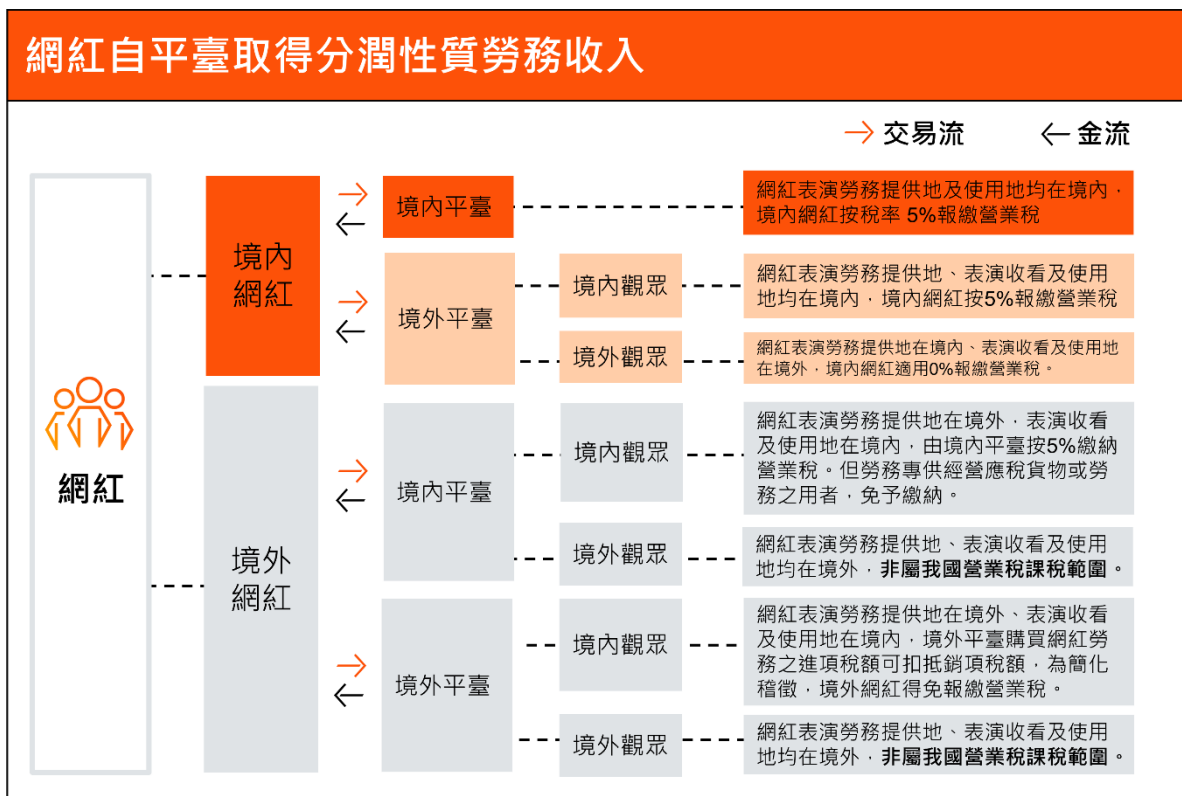 網紅自平臺取得分潤性質勞務收入
→ 交易流
← 金流
網紅
境內
網紅
境內平臺
網紅表演勞務提供地及使用地均在境內，
境內網紅按稅率 5%報繳營業稅
境外平臺
境內觀眾
網紅表演勞務提供地、表演收看及使用
地均在境內，境內網紅按5%報繳營業稅
境外觀眾
網紅表演勞務提供地在境內、表演收看及使用地
在境外，境內網紅適用0%報繳營業稅。
境外
網紅
境內平臺
境內觀眾
網紅表演勞務提供地在境外，表演收看
及使用地在境內，由境內平臺按5%繳納
營業稅。但勞務專供經營應稅貨物或勞
務之用者，免予繳納。
境外觀眾
網紅表演勞務提供地、表演收看及使用
地均在境外，非屬我國營業稅課稅範圍。
境外平臺
境內觀眾
網紅表演勞務提供地在境外、表演收看
及使用地在境內，境外平臺購買網紅勞
務之進項稅額可扣抵銷項稅額，為簡化
稽徵，境外網紅得免報繳營業稅。
境外觀眾
網紅表演勞務提供地、表演收看及使用
地均在境外，非屬我國營業稅課稅範圍。